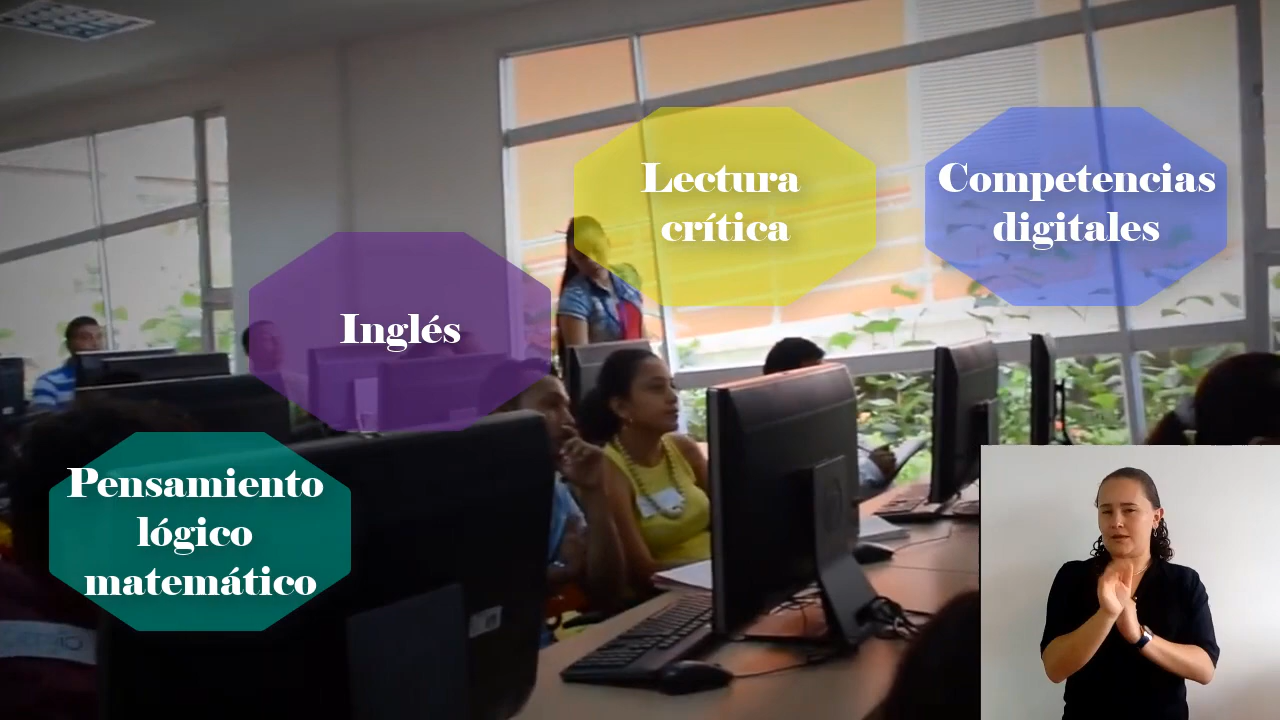 Lectura
crítica
Competencias
digitales
Inglés
Pensamiento
lógico
matemático